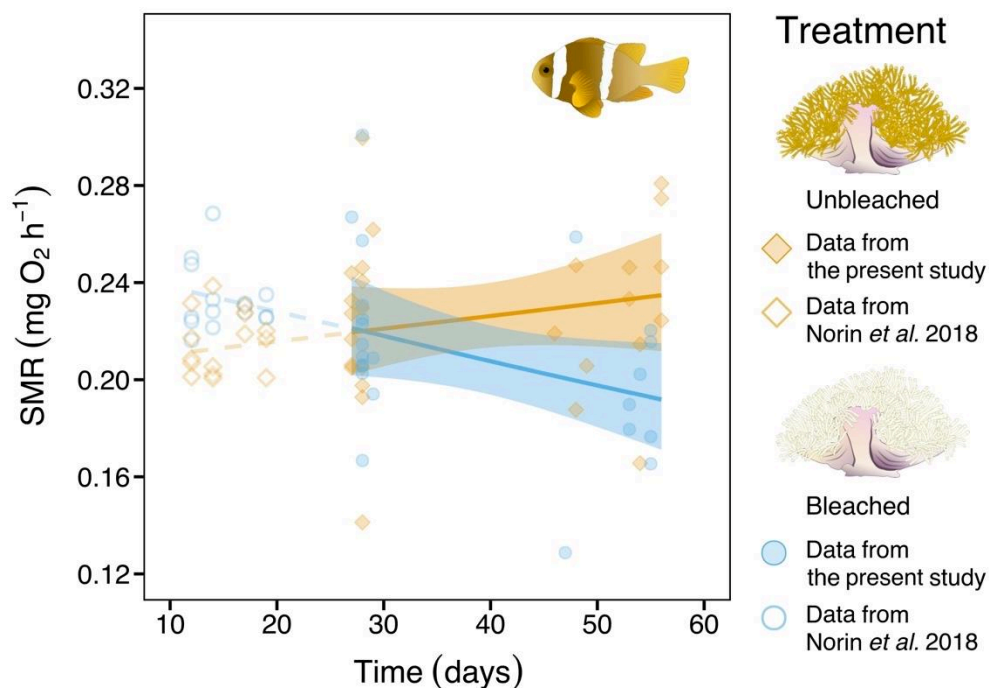 Treatment
0.32
0.28
0.24
0.20
0.16
0.12
SMR (mg O₂ h⁻¹)
10
20
30
40
50
60
Time (days)
Unbleached
Data from
the present study
Data from
Norin et al. 2018
Bleached
Data from
the present study
Data from
Norin et al. 2018